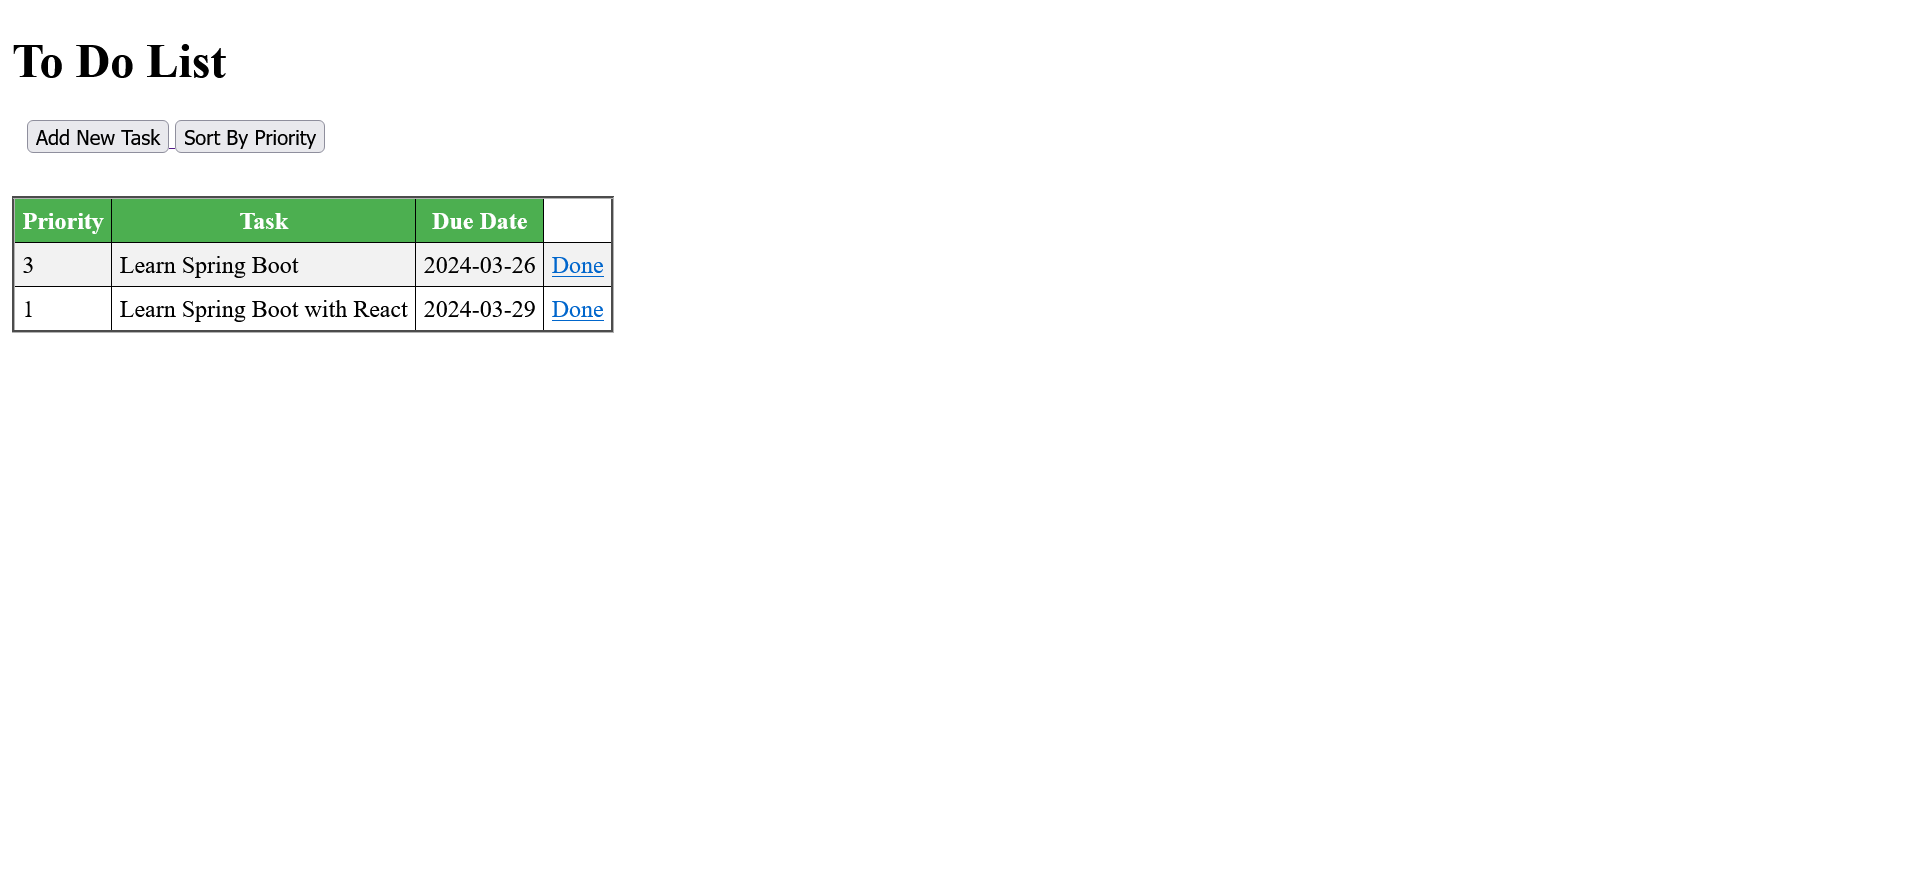 To Do List
Add New Task Sort By Priority
Priority Task Due Date
3 Learn Spring Boot 2024-03-26 Done
1 Learn Spring Boot with React 2024-03-29 Done